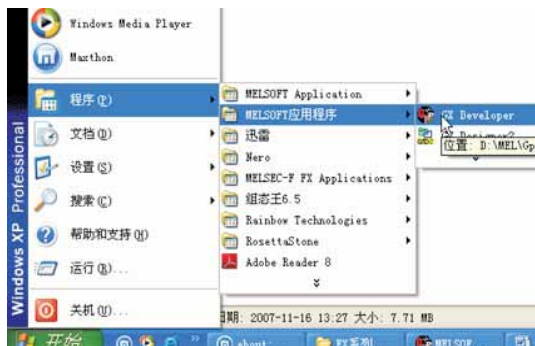 Windows Media Player
Maxthon
程序(P)
文档(D)
设置(S)
搜索(C)
帮助和支持(H)
运行(R)...
关机(U)...
Windows XP Professional
MELSOFT Application
MELSOFT应用程序
迅雷
Nero
MELSEC-F FX Applications
组态王6.5
Rainbow Technologies
RosettaStone
Adobe Reader 8
GX Developer
位置: D:\MEL\Gp
日期: 2007-11-16 13:27 大小: 7.71 MB
开始
about:
FX系列
MELSOF